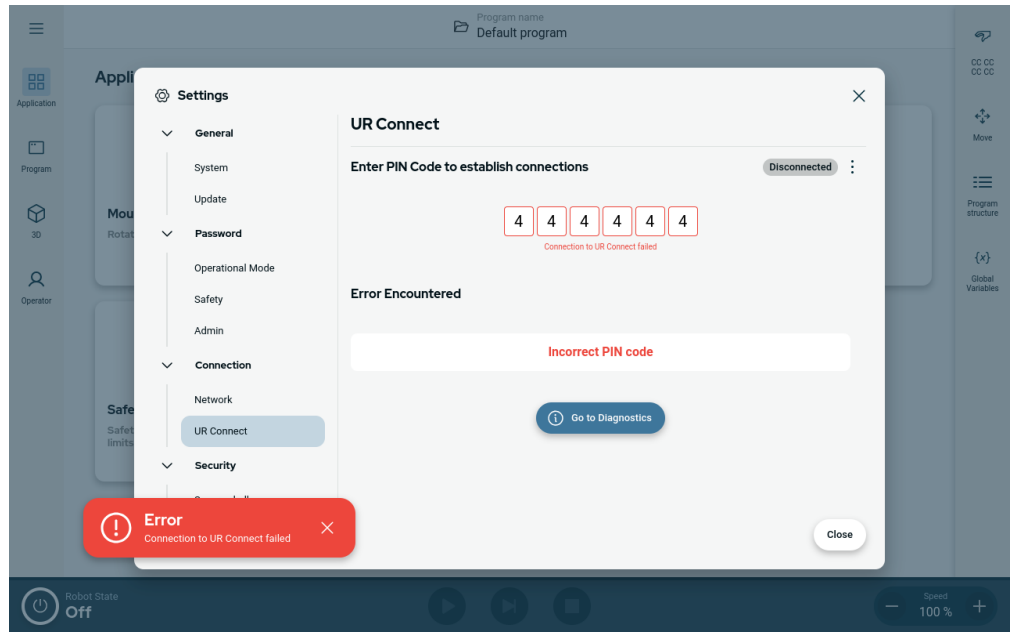 Program name
Default program
Application
Program
3D
Operator
Appli
Mou
Rotat
Safe
Safet
limits
Settings
General
System
Update
Password
Operational Mode
Safety
Admin
Connection
Network
UR Connect
Security
UR Connect
Enter PIN Code to establish connections
Disconnected
4 4 4 4 4 4
Connection to UR Connect failed
Error Encountered
Incorrect PIN code
Go to Diagnostics
Close
Error
Connection to UR Connect failed
CC CC
CC CC
Move
Program
structure
{x}
Global
Variables
Robot State
Off
Speed
100 %